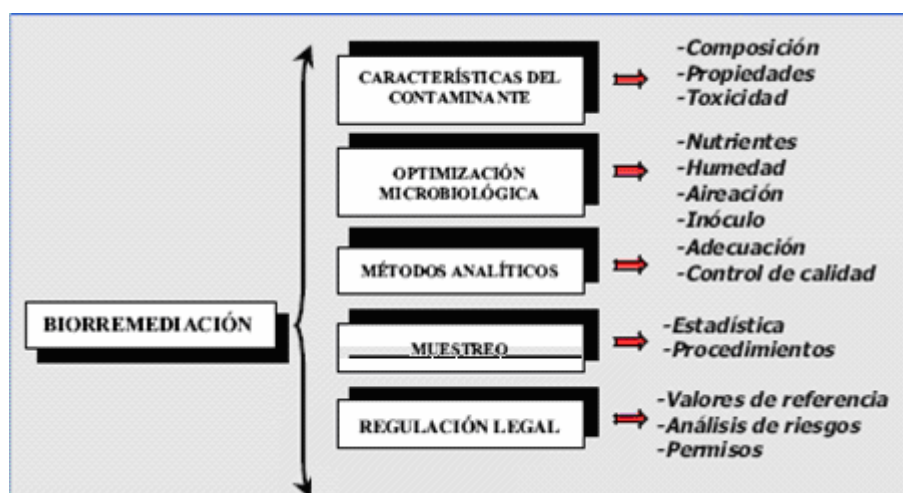 BIORREMEDIACIÓN
CARACTERÍSTICAS DEL
CONTAMINANTE
-Composición
-Propiedades
-Toxicidad
OPTIMIZACIÓN
MICROBIOLÓGICA
-Nutrientes
-Humedad
-Aireación
-Inóculo
MÉTODOS ANALÍTICOS
-Adecuación
-Control de calidad
MUESTREO
-Estadística
-Procedimientos
REGULACIÓN LEGAL
-Valores de referencia
-Análisis de riesgos
-Permisos